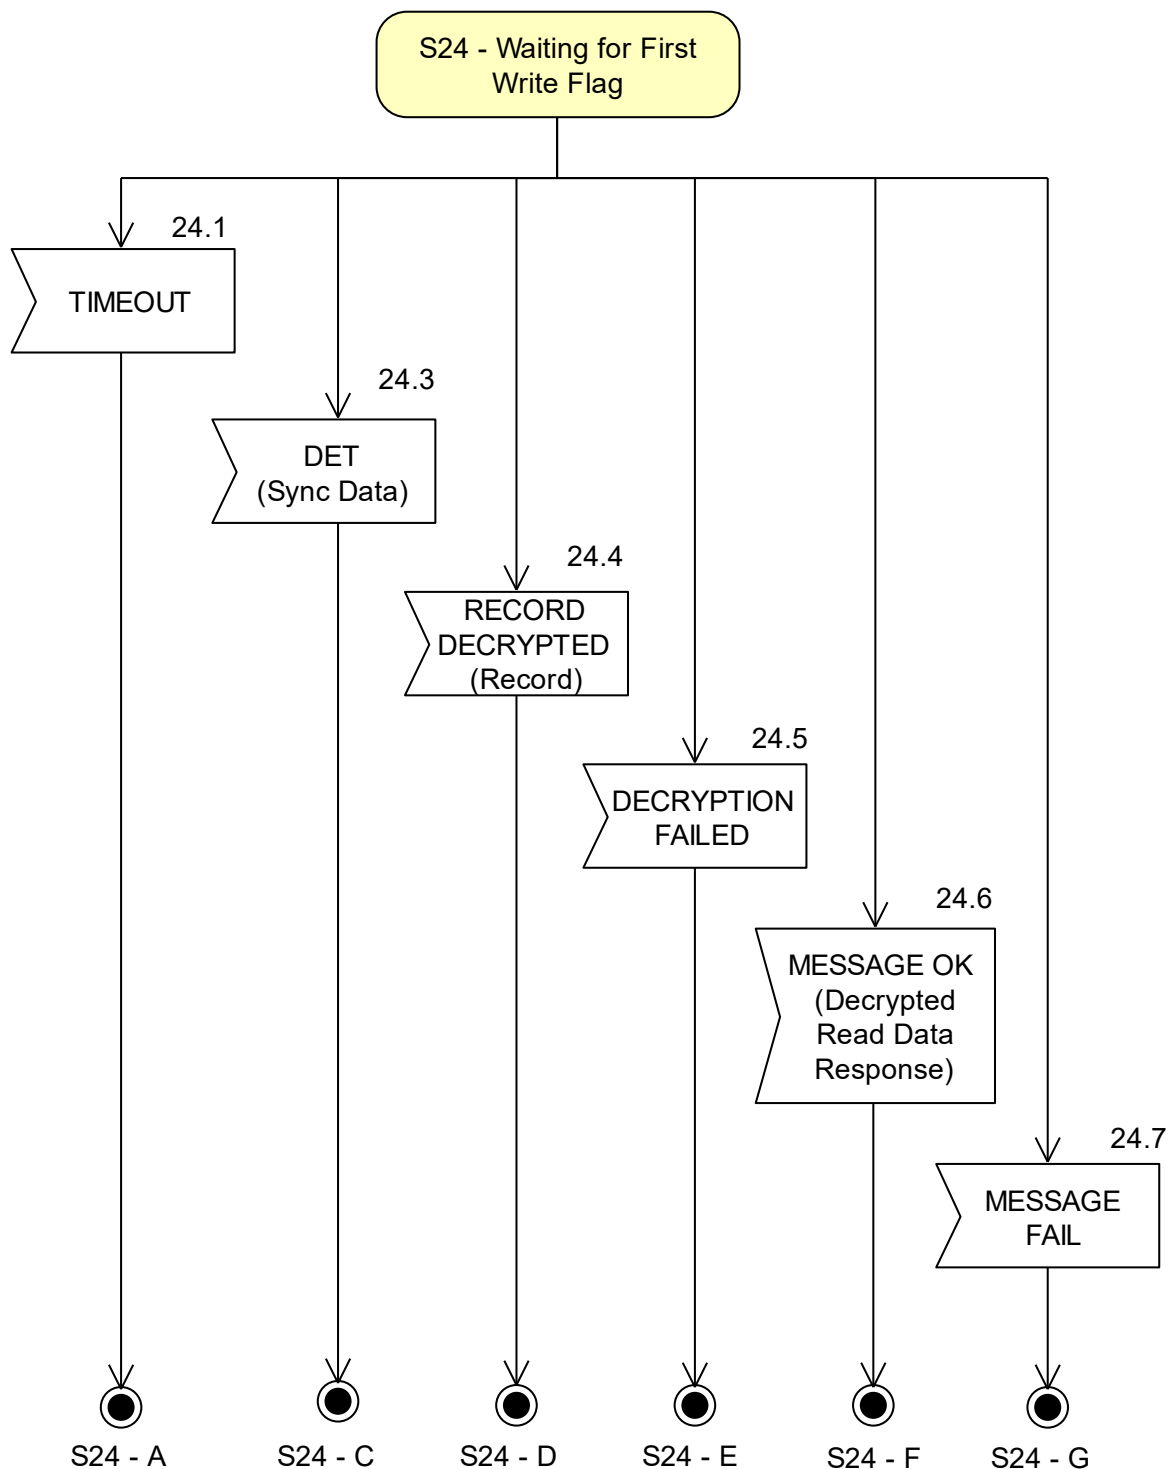 S24 - Waiting for First
Write Flag
24.1
TIMEOUT
24.3
DET
(Sync Data)
24.4
RECORD
DECRYPTED
(Record)
24.5
DECRYPTION
FAILED
24.6
MESSAGE OK
(Decrypted
Read Data
Response)
24.7
MESSAGE
FAIL
S24 - A
S24 - C
S24 - D
S24 - E
S24 - F
S24 - G